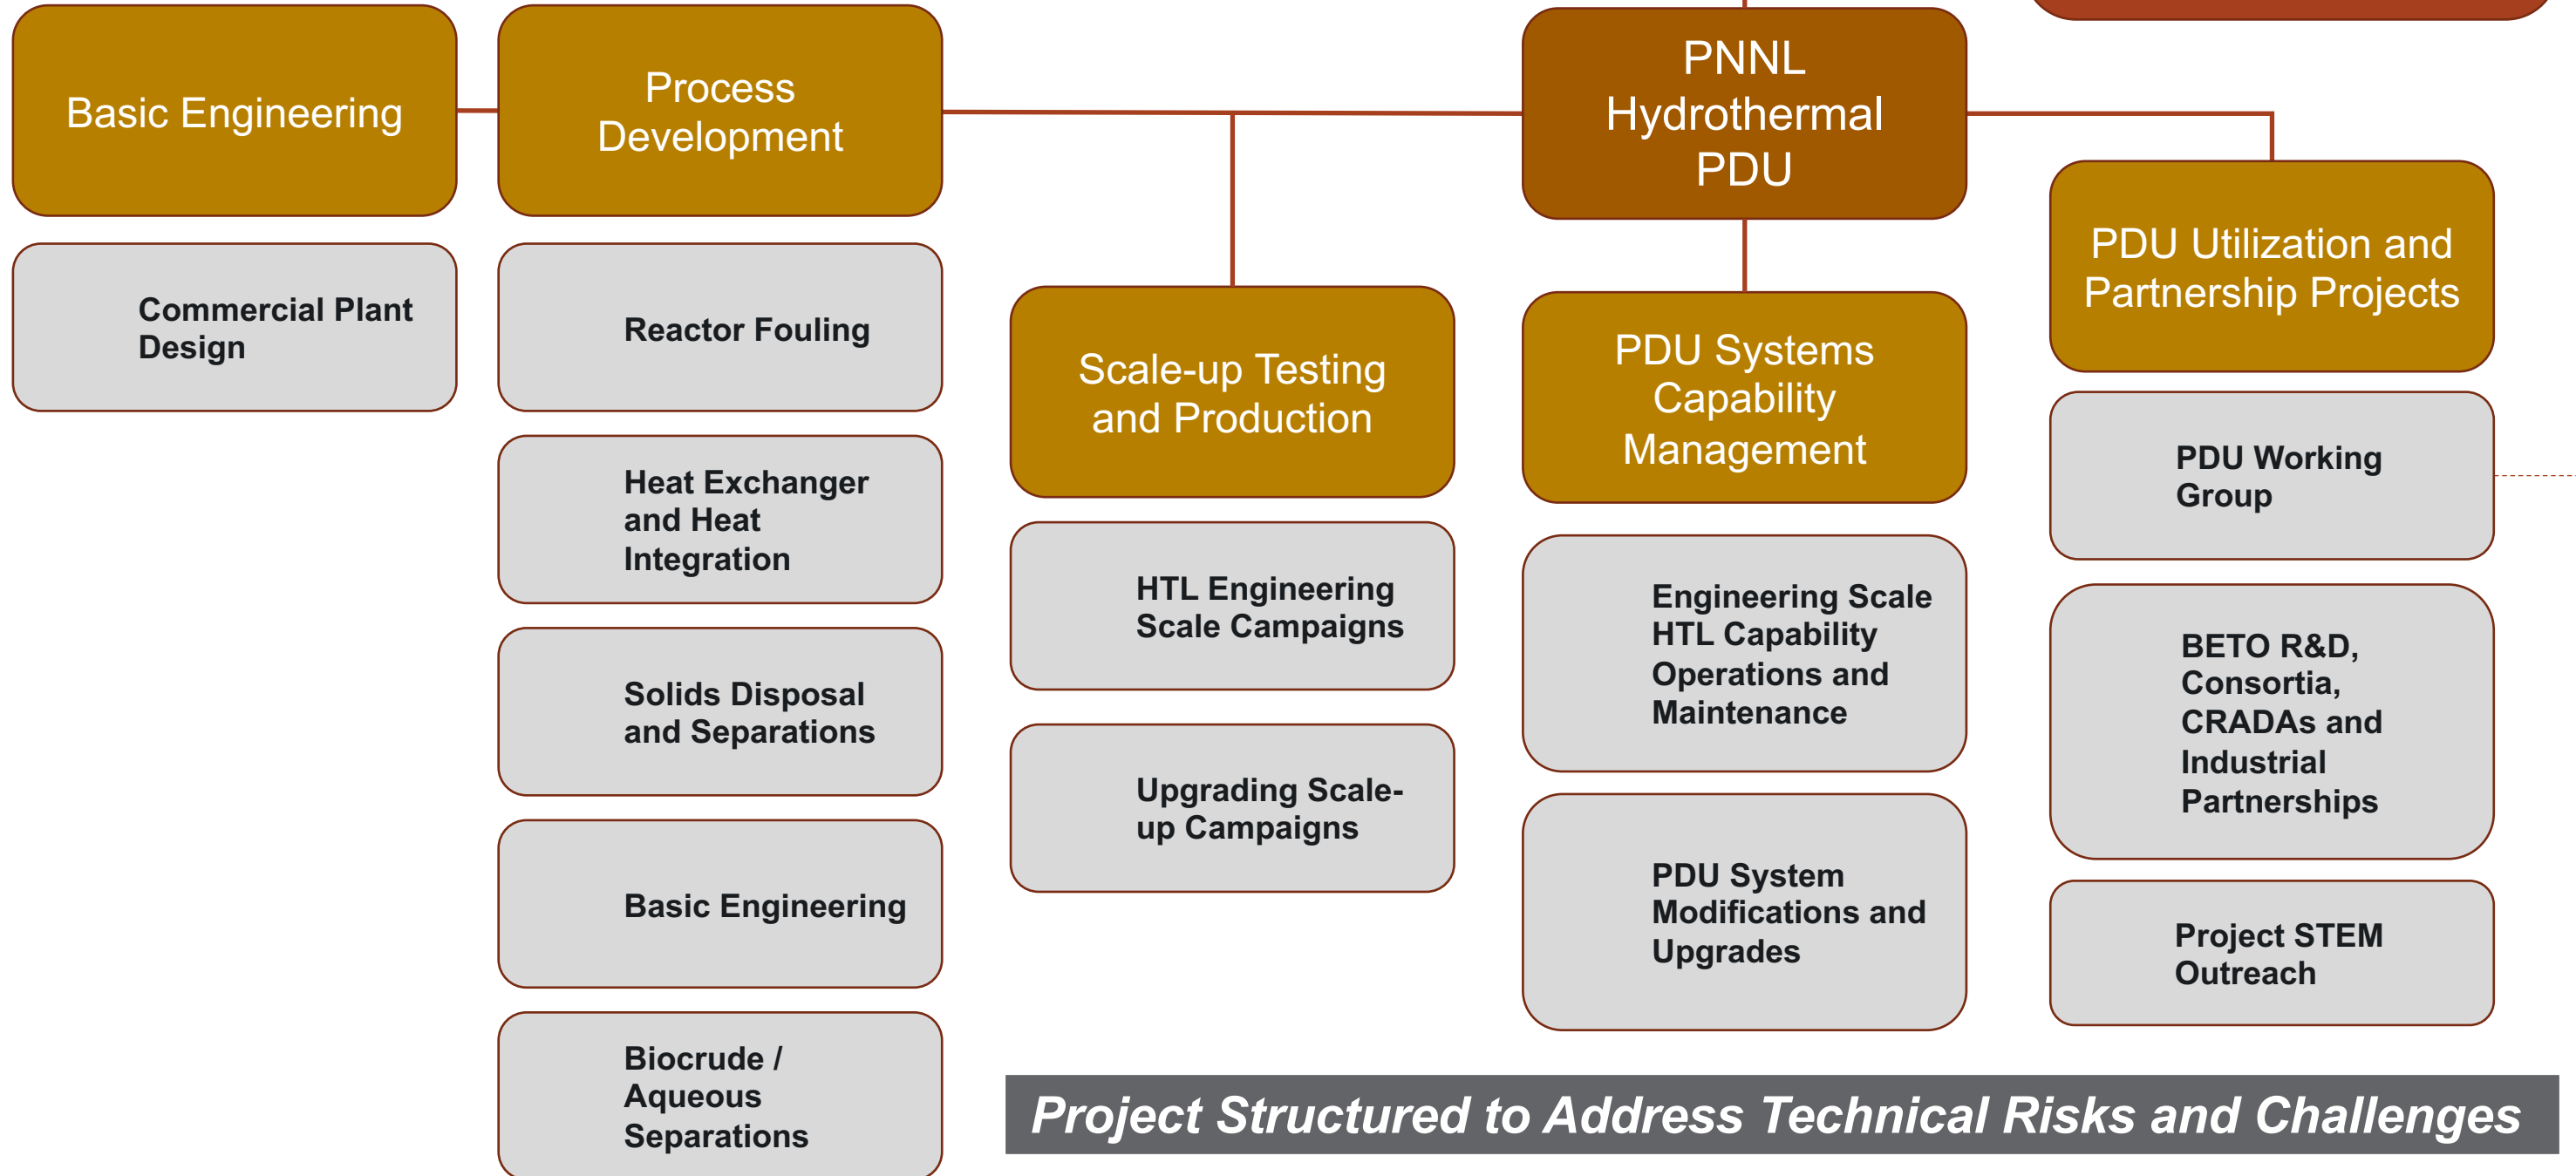 Basic Engineering
Commercial Plant
Design
Process
Development
Reactor Fouling
Heat Exchanger
and Heat
Integration
Solids Disposal
and Separations
Basic Engineering
Biocrude /
Aqueous
Separations
Scale-up Testing
and Production
HTL Engineering
Scale Campaigns
Upgrading Scale-
up Campaigns
PNNL
Hydrothermal
PDU
PDU Systems
Capability
Management
Engineering Scale
HTL Capability
Operations and
Maintenance
PDU System
Modifications and
Upgrades
PDU Utilization and
Partnership Projects
PDU Working
Group
BETO R&D,
Consortia,
CRADAs and
Industrial
Partnerships
Project STEM
Outreach
Project Structured to Address Technical Risks and Challenges